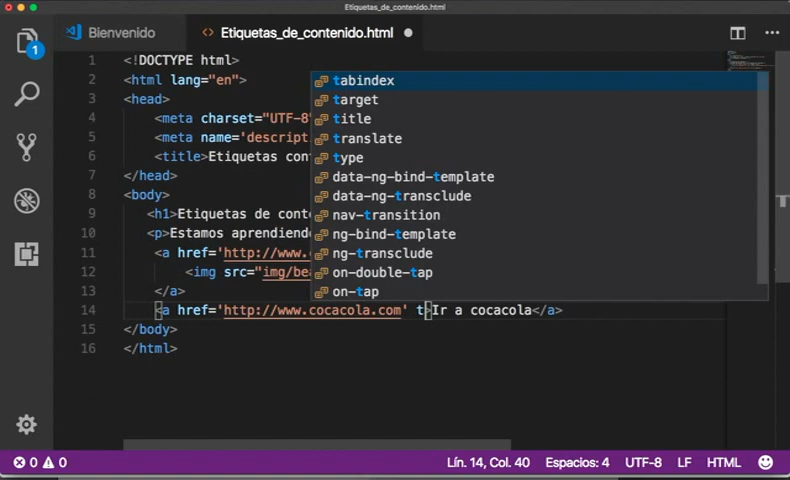 Etiquetas_de_contenido.html
Bienvenido
<> Etiquetas_de_contenido.html
1
1 <!DOCTYPE html>
2 <html lang="en">
3 <head>
4 <meta charset="UTF-8"
5 <meta name='descript
6 <title>Etiquetas con
7 </head>
8 <body>
9 <h1>Etiquetas de cont
10 <p>Estamos aprendiend
11 <a href='http://www.
12 <img src="img/be
13 </a>
14 <a href='http://www.cocacola.com' t>Ir a cocacola</a>
15 </body>
16 </html>
tabindex
target
title
translate
type
data-ng-bind-template
data-ng-transclude
nav-transition
ng-bind-template
ng-transclude
on-double-tap
on-tap
0 0 Lín. 14, Col. 40 Espacios: 4 UTF-8 LF HTML